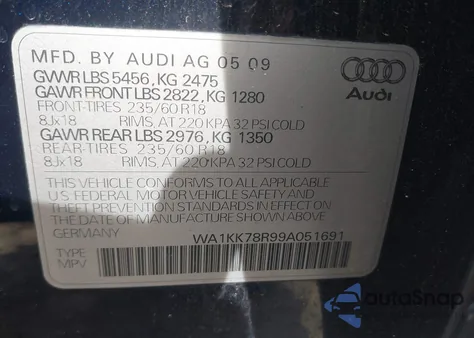 MFD. BY AUDI AG 05 09
GVWR LBS 5456, KG 2475
GAWR FRONT LBS 2822, KG 1280
FRONT-TIRES 235/60 R18
8Jx18 RIMS, AT 220 KPA 32 PSI COLD
GAWR REAR LBS 2976, KG 1350
REAR-TIRES 235/60 R18
8Jx18 RIMS, AT 220 KPA 32 PSI COLD
THIS VEHICLE CONFORMS TO ALL APPLICABLE
U S FEDERAL MOTOR VEHICLE SAFETY AND
THEFT PREVENTION STANDARDS IN EFFECT ON
THE DATE OF MANUFACTURE SHOWN ABOVE
GERMANY WA1KK78R99A051691
TYPE
MPV
Audi
autoSnap